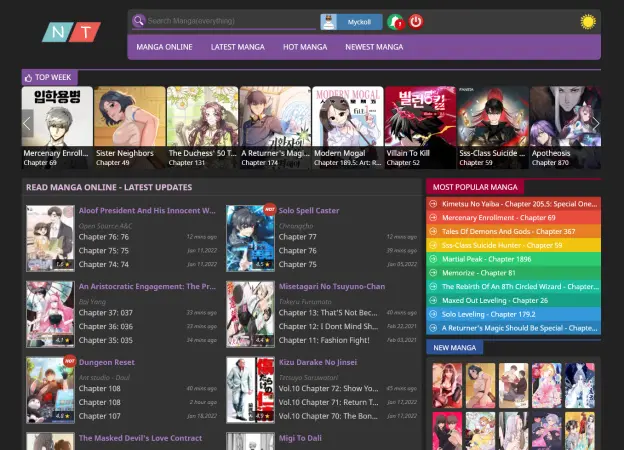 NT
Search Manga(everything)
Myckoll
MANGA ONLINE
LATEST MANGA
HOT MANGA
NEWEST MANGA
TOP WEEK
입학용병
MODERN MOGAL
빌런킬
Mercenary Enroll...
Chapter 69
Sister Neighbors
Chapter 49
The Duchess' 50 T...
Chapter 131
A Returner's Magi...
Chapter 174
Modern Mogal
Chapter 189.5: Art: R...
Villain To Kill
Chapter 52
Sss-Class Suicide ...
Chapter 59
Apotheosis
Chapter 870
READ MANGA ONLINE - LATEST UPDATES
Aloof President And His Innocent W...
Open Source A&C
Chapter 76: 76
12 mins ago
Chapter 75: 75
Jan 11,2022
Chapter 74: 74
Jan 11,2022
1.6
HOT
Solo Spell Caster
Chrangcho
Chapter 77
12 mins ago
Chapter 76
39 mins ago
Chapter 75
Jan 05,2022
4.5
An Aristocratic Engagement: The Pr...
Bai Yang
Chapter 37: 037
33 mins ago
Chapter 36: 036
33 mins ago
Chapter 35: 035
34 mins ago
4.1
Misetagari No Tsuyuno-Chan
Takeru Fumaman
Chapter 13: That'S Not Bec...
40 mins ago
Chapter 12: I Dont Mind Sh...
Feb 22,2021
Chapter 11: Fashion Fight!
Feb 03,2021
4.4
HOT
Dungeon Reset
Ant studio - Daul
Chapter 108
40 mins ago
Chapter 108
2 hour ago
Chapter 107
Jan 18,2022
4.8
Kizu Darake No Jinsei
Tetsuya Saruwatari
Vol.10 Chapter 72: Show Yo...
45 mins ago
Vol.10 Chapter 71: Return T...
Jan 17,2022
Vol.10 Chapter 70: The Bon...
Jan 17,2022
4.9
The Masked Devil's Love Contract
Migi To Dali
MOST POPULAR MANGA
Kimetsu No Yaiba - Chapter 205.5: Special One...
Mercenary Enrollment - Chapter 69
Tales Of Demons And Gods - Chapter 367
Sss-Class Suicide Hunter - Chapter 59
Martial Peak - Chapter 1896
Memorize - Chapter 81
The Rebirth Of An 8Th Circled Wizard - Chapter...
Maxed Out Leveling - Chapter 26
Solo Leveling - Chapter 179.2
A Returner's Magic Should Be Special - Chapte...
NEW MANGA